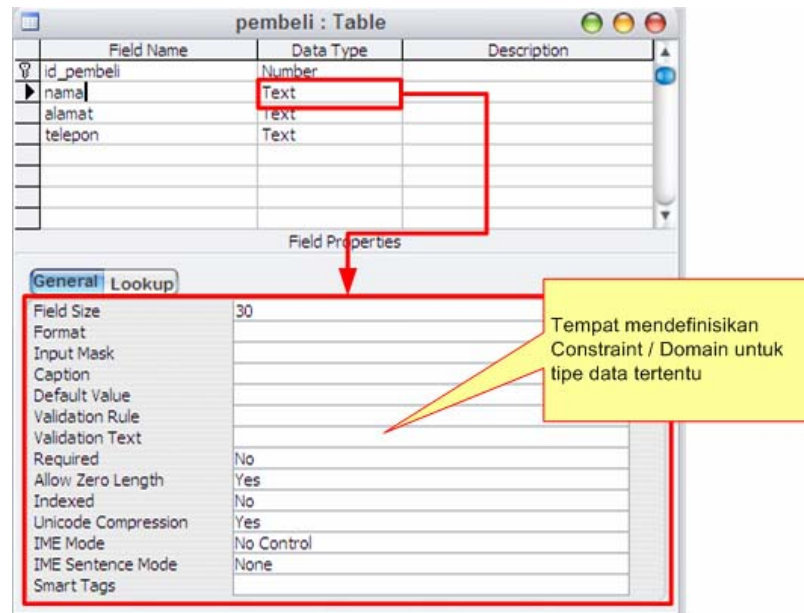 pembeli : Table
Field Name Data Type Description
id_pembeli Number
nama Text
alamat Text
telepon Text
Field Properties
General Lookup
Field Size 30
Format
Input Mask
Caption
Default Value
Validation Rule
Validation Text
Required No
Allow Zero Length Yes
Indexed No
Unicode Compression Yes
IME Mode No Control
IME Sentence Mode None
Smart Tags
Tempat mendefinisikan
Constraint / Domain untuk
tipe data tertentu